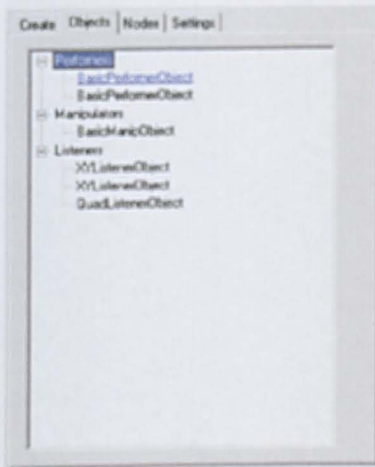 Create Objects Nodes Settings
Performers
BasicPerformerObject
BasicPerformerObject
Manipulators
BasicManipObject
Listeners
XYListenerObject
XYListenerObject
QuadListenerObject